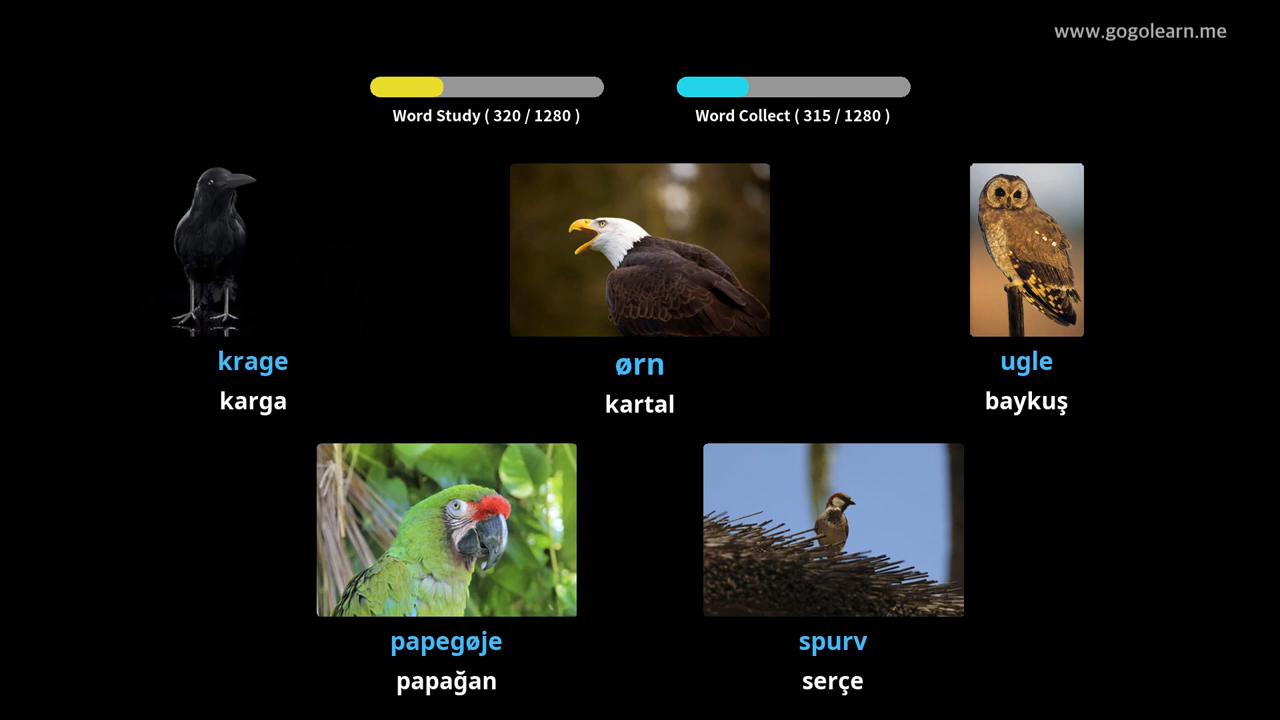 www.gogolearn.me
Word Study ( 320 / 1280 )
Word Collect ( 315 / 1280 )
krage
karga
ørn
kartal
ugle
baykuş
papegøje
papağan
spurv
serçe